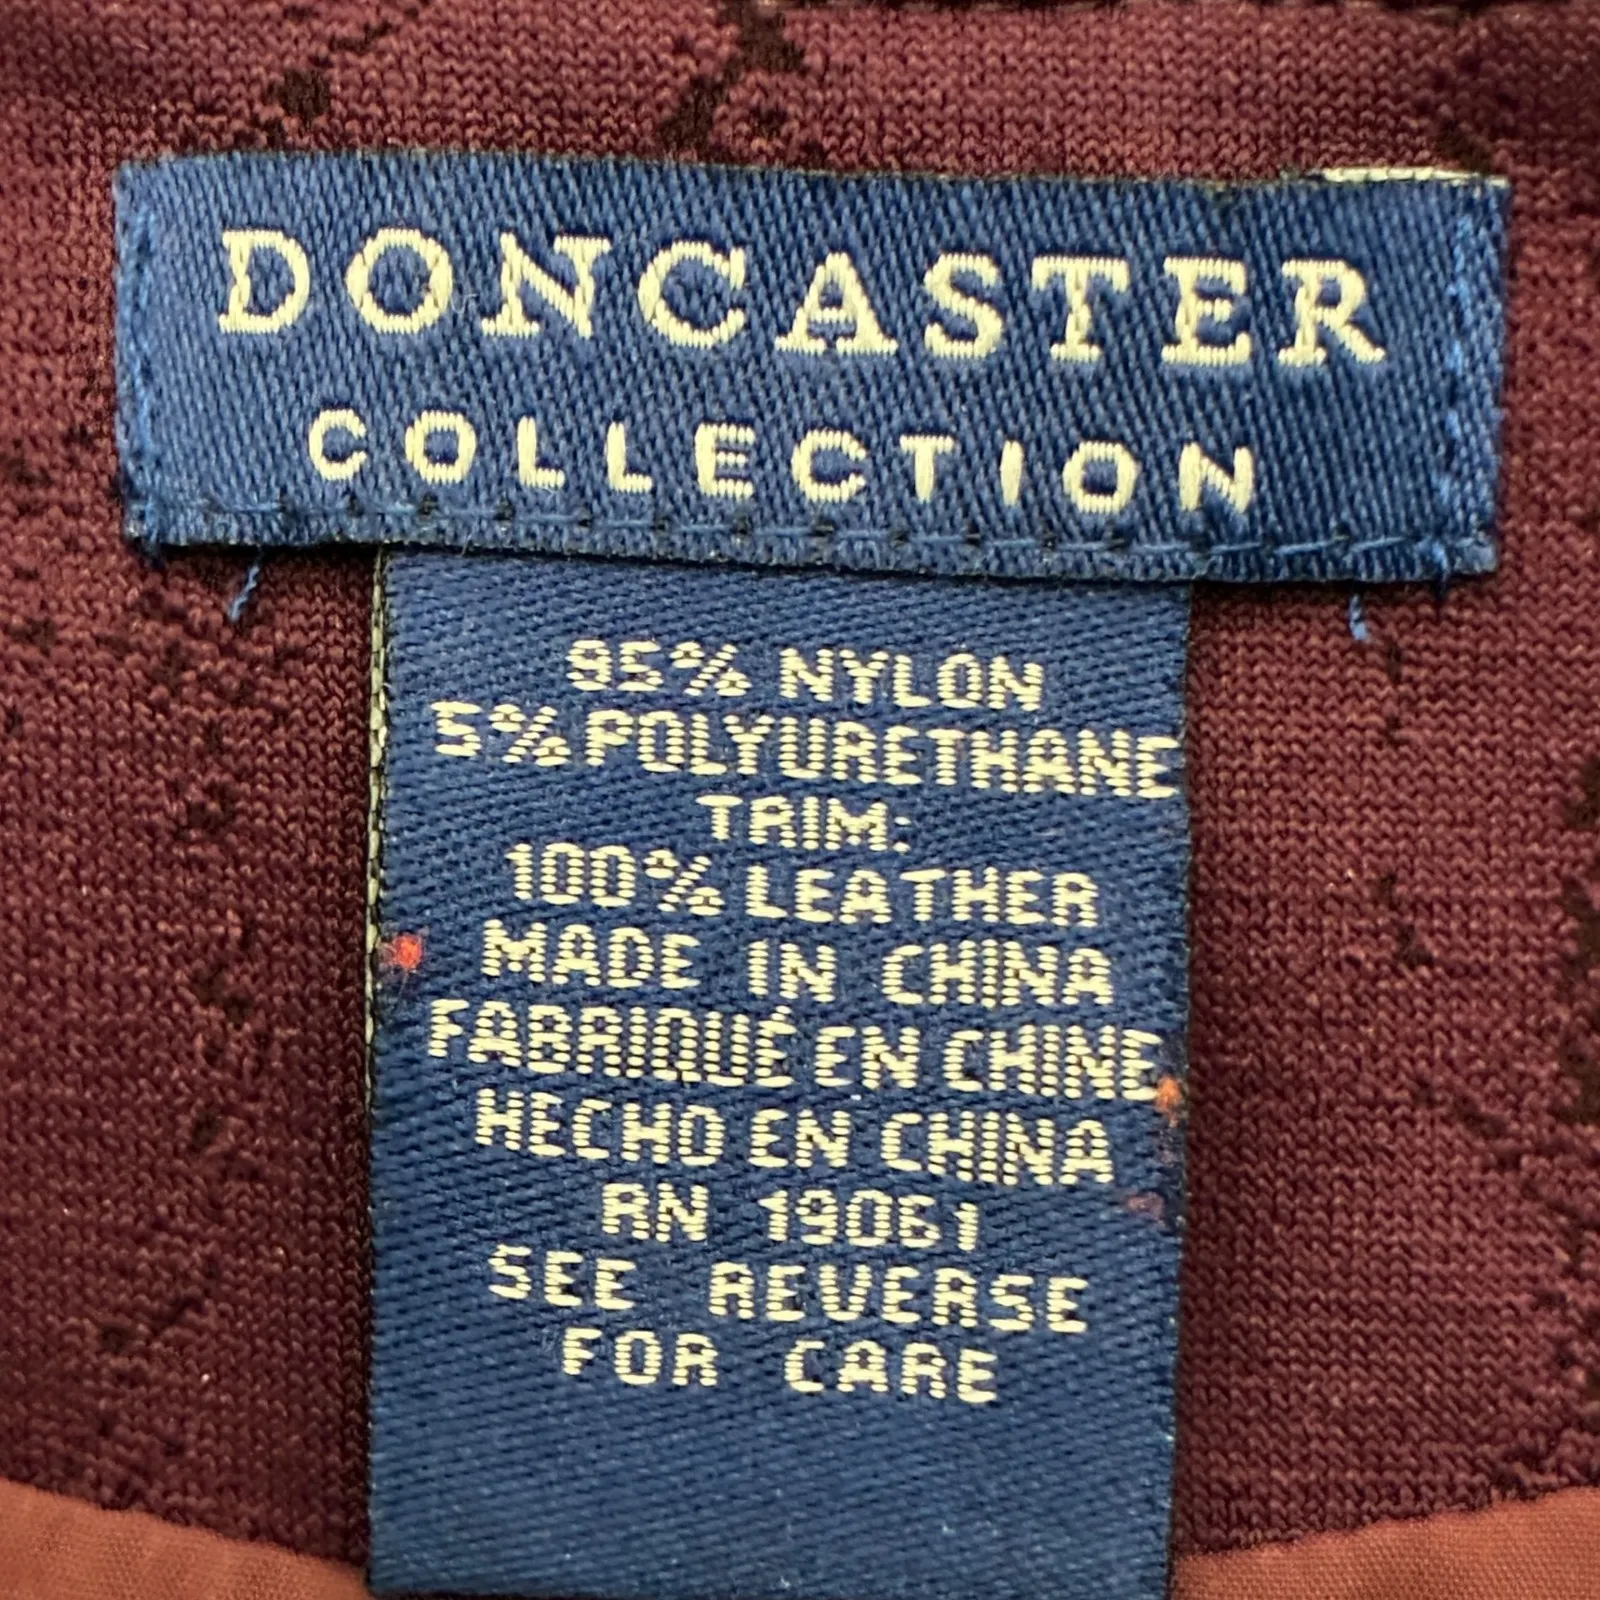 DONCASTER
COLLECTION
95% NYLON
5% POLYURETHANE
TRIM:
100% LEATHER
MADE IN CHINA
FABRIQUÉ EN CHINE
HECHO EN CHINA
RN 19061
SEE REVERSE
FOR CARE